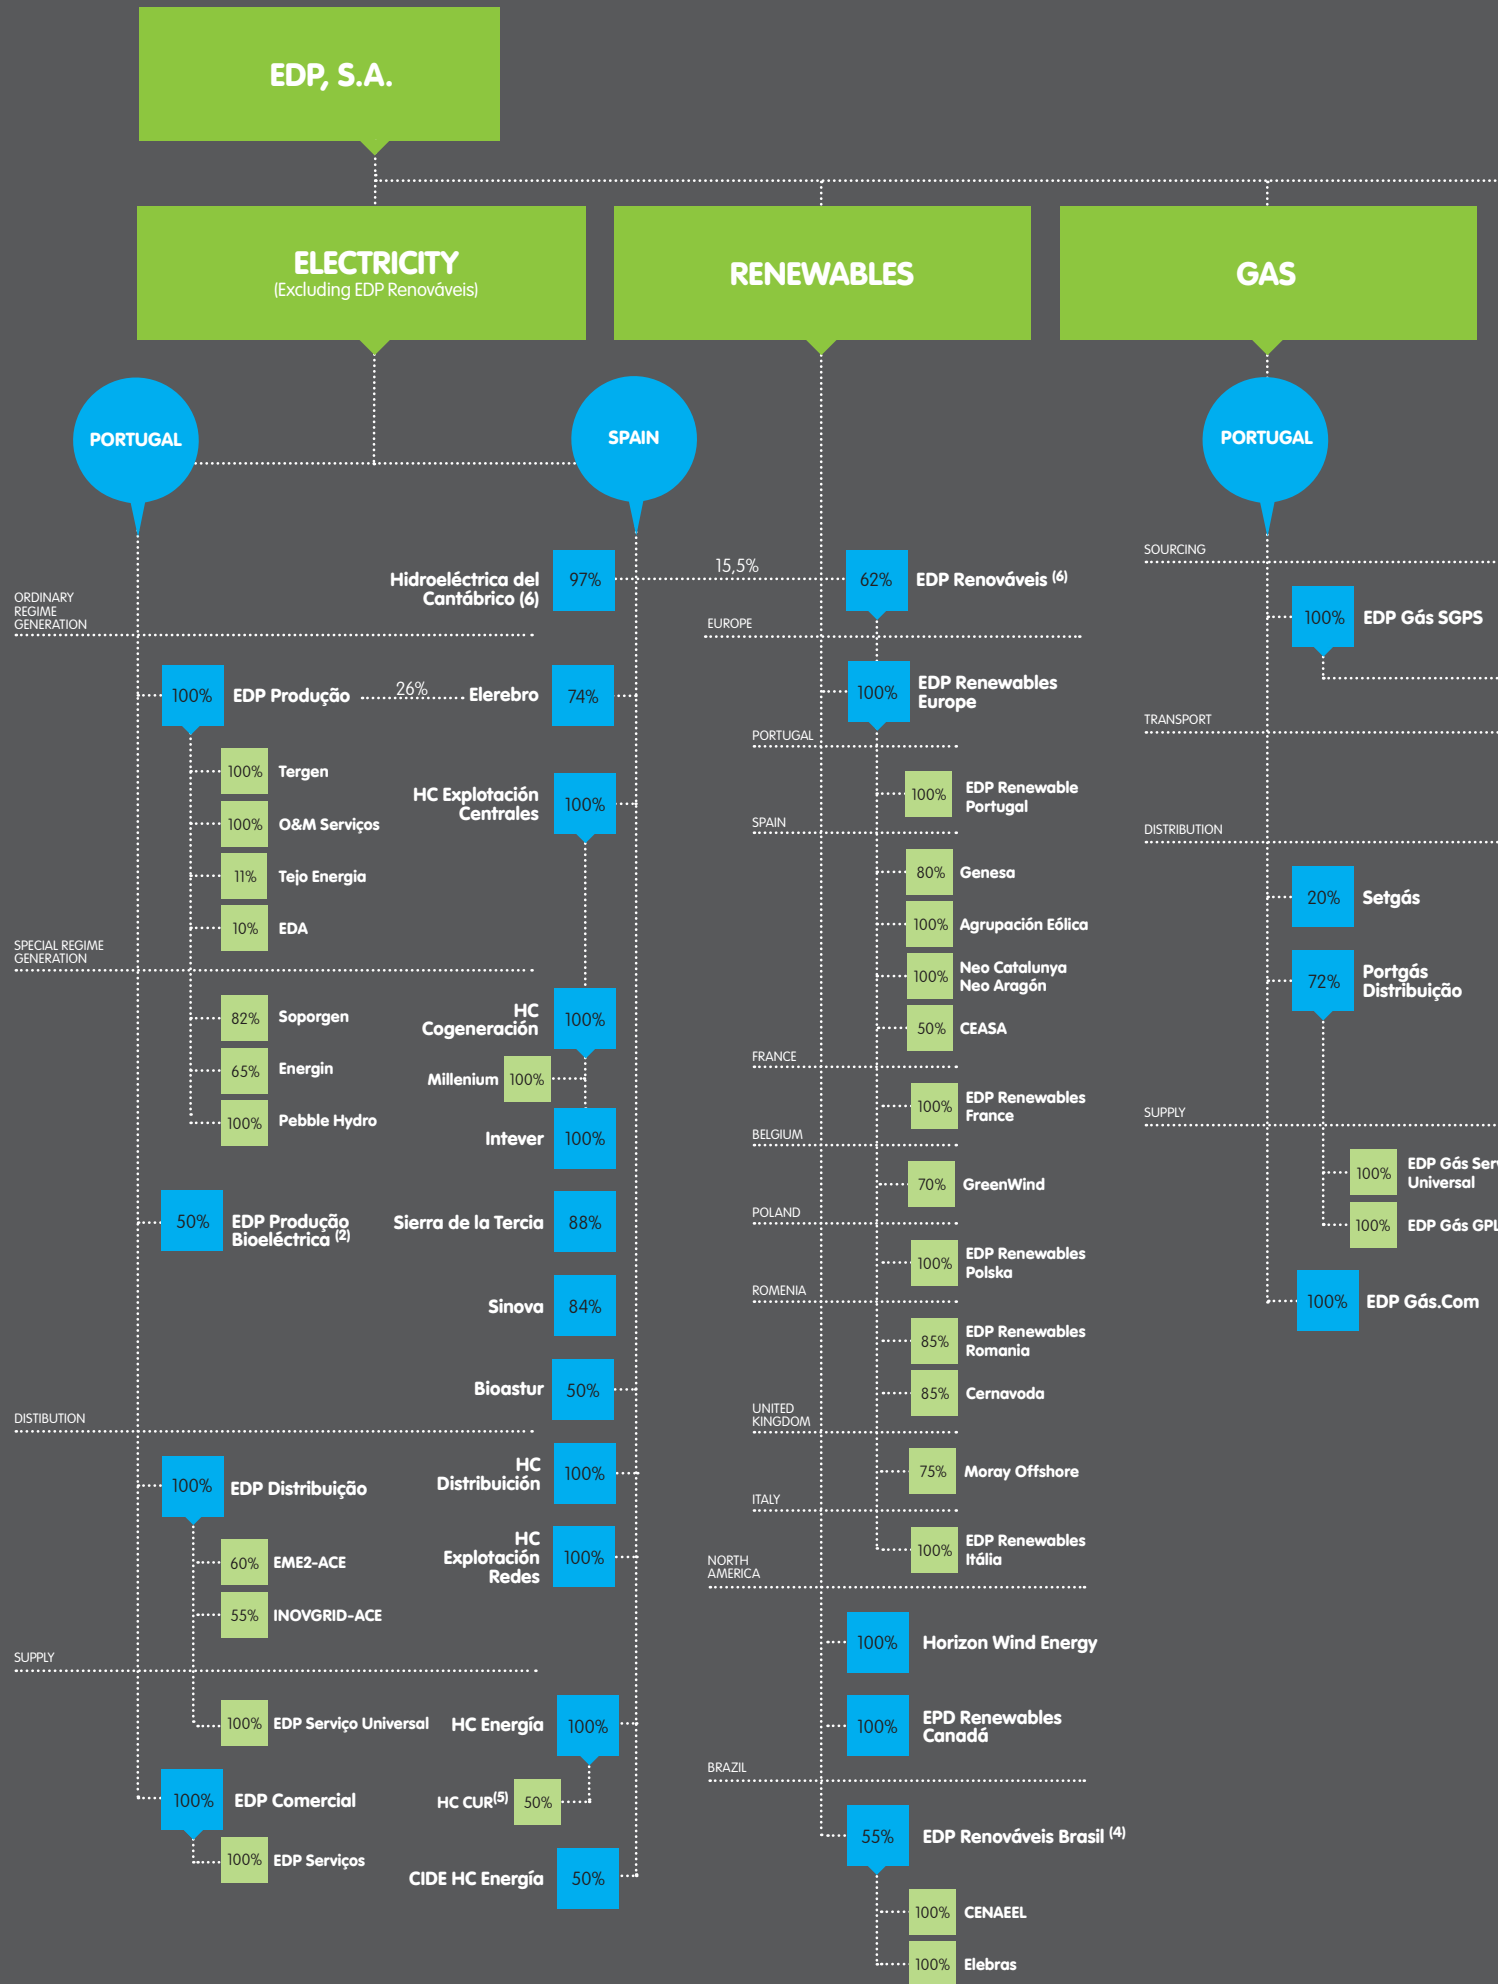 EDP, S.A.
ELECTRICITY
(Excluding EDP Renováveis)
RENEWABLES
GAS
PORTUGAL
SPAIN
PORTUGAL
Hidroeléctrica del
Cantábrico (6)
97%
ORDINARY
REGIME
GENERATION
100%
EDP Produção
26%
Elerebro
74%
100%
Tergen
100%
O&M Serviços
11%
Tejo Energia
10%
EDA
HC Explotación
Centrales
100%
SPECIAL REGIME
GENERATION
82%
Soporgen
65%
Energin
100%
Pebble Hydro
HC
Cogeneración
100%
Millenium
100%
Intever
100%
50%
EDP Produção
Bioeléctrica (2)
Sierra de la Tercia
88%
Sinova
84%
Bioastur
50%
DISTIBUTION
100%
EDP Distribuição
60%
EME2-ACE
55%
INOVGRID-ACE
HC
Distribuición
100%
HC
Explotación
Redes
100%
SUPPLY
100%
EDP Serviço Universal
HC Energía
100%
100%
EDP Comercial
HC CUR(5)
50%
100%
EDP Serviços
CIDE HC Energía
50%
15,5%
62%
EDP Renováveis (6)
EUROPE
100%
EDP Renewables
Europe
PORTUGAL
100%
EDP Renewable
Portugal
SPAIN
80%
Genesa
100%
Agrupación Eólica
100%
Neo Catalunya
Neo Aragón
50%
CEASA
FRANCE
100%
EDP Renewables
France
BELGIUM
70%
GreenWind
POLAND
100%
EDP Renewables
Polska
ROMENIA
85%
EDP Renewables
Romania
85%
Cernavoda
UNITED
KINGDOM
75%
Moray Offshore
ITALY
100%
EDP Renewables
Itália
NORTH
AMERICA
100%
Horizon Wind Energy
100%
EPD Renewables
Canadá
BRAZIL
55%
EDP Renováveis Brasil (4)
100%
CENAEEL
100%
Elebras
SOURCING
100%
EDP Gás SGPS
TRANSPORT
DISTRIBUTION
20%
Setgás
72%
Portgás
Distribuição
SUPPLY
100%
EDP Gás Ser
Universal
100%
EDP Gás GPL
100%
EDP Gás.Com